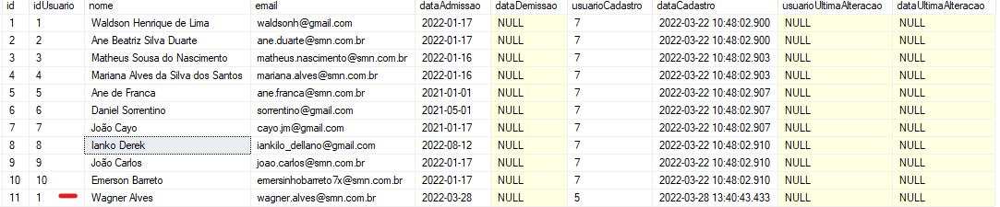 id idUsuario nome email dataAdmissao dataDemissao usuarioCadastro dataCadastro usuarioUltimaAlteracao dataUltimaAlteracao
1 1 Waldson Henrique de Lima waldsonh@gmail.com 2022-01-17 NULL 7 2022-03-22 10:48:02.900 NULL NULL
2 2 Ane Beatriz Silva Duarte ane.duarte@smn.com.br 2022-01-17 NULL 7 2022-03-22 10:48:02.900 NULL NULL
3 3 Matheus Sousa do Nascimento matheus.nascimento@smn.com.br 2022-01-16 NULL 7 2022-03-22 10:48:02.903 NULL NULL
4 4 Mariana Alves da Silva dos Santos mariana.alves@smn.com.br 2022-01-16 NULL 7 2022-03-22 10:48:02.903 NULL NULL
5 5 Ane de Franca ane.franca@smn.com.br 2021-01-01 NULL 7 2022-03-22 10:48:02.907 NULL NULL
6 6 Daniel Sorrentino sorrentino@gmail.com 2021-05-01 NULL 7 2022-03-22 10:48:02.907 NULL NULL
7 7 João Cayo cayo.jm@gmail.com 2021-01-17 NULL 7 2022-03-22 10:48:02.907 NULL NULL
8 8 Ianko Derek iankilo_dellano@gmail.com 2022-08-12 NULL 7 2022-03-22 10:48:02.910 NULL NULL
9 9 João Carlos joao.carlos@smn.com.br 2022-01-17 NULL 7 2022-03-22 10:48:02.910 NULL NULL
10 10 Emerson Barreto emersinhobarreto7x@smn.com.br 2022-01-17 NULL 7 2022-03-22 10:48:02.910 NULL NULL
11 1 Wagner Alves wagner.alves@smn.com.br 2022-03-28 NULL 5 2022-03-28 13:40:43.433 NULL NULL